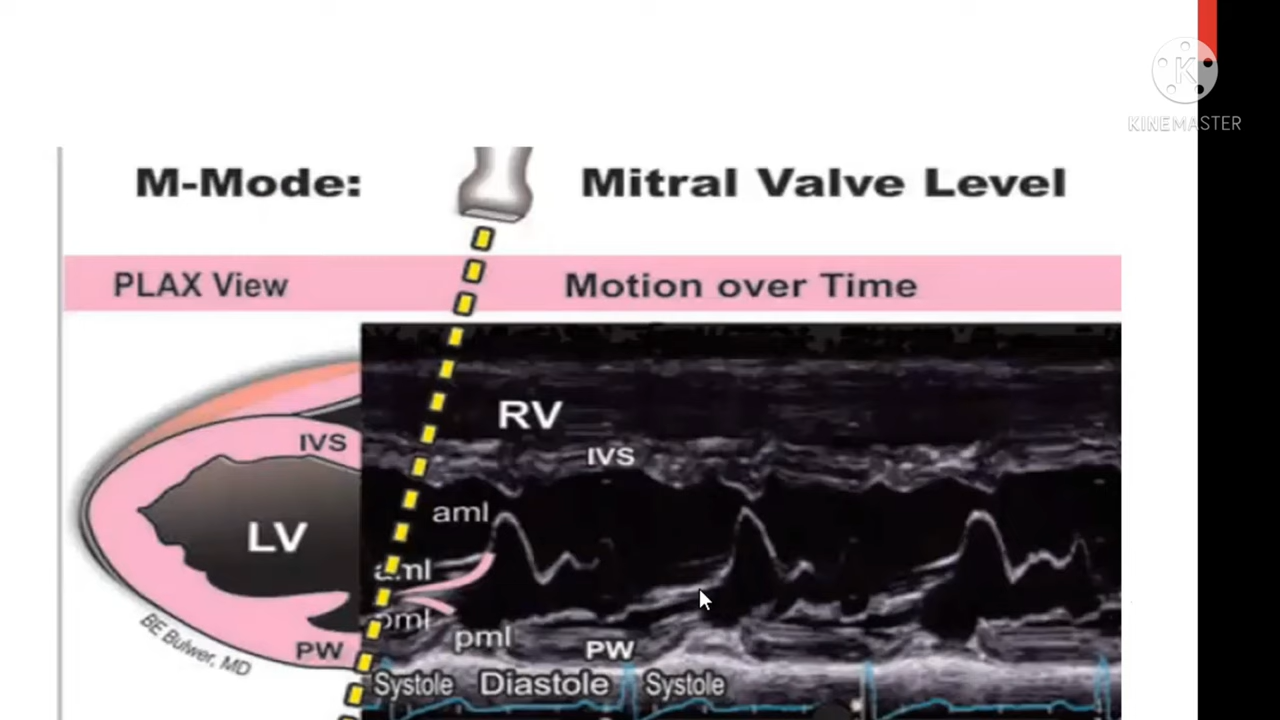 K
KINEMASTER
M-Mode: Mitral Valve Level
PLAX View Motion over Time
RV
IVS IVS
aml
LV
aml
pml
pml
PW PW
BE Bulwer, MD
Systole Diastole Systole